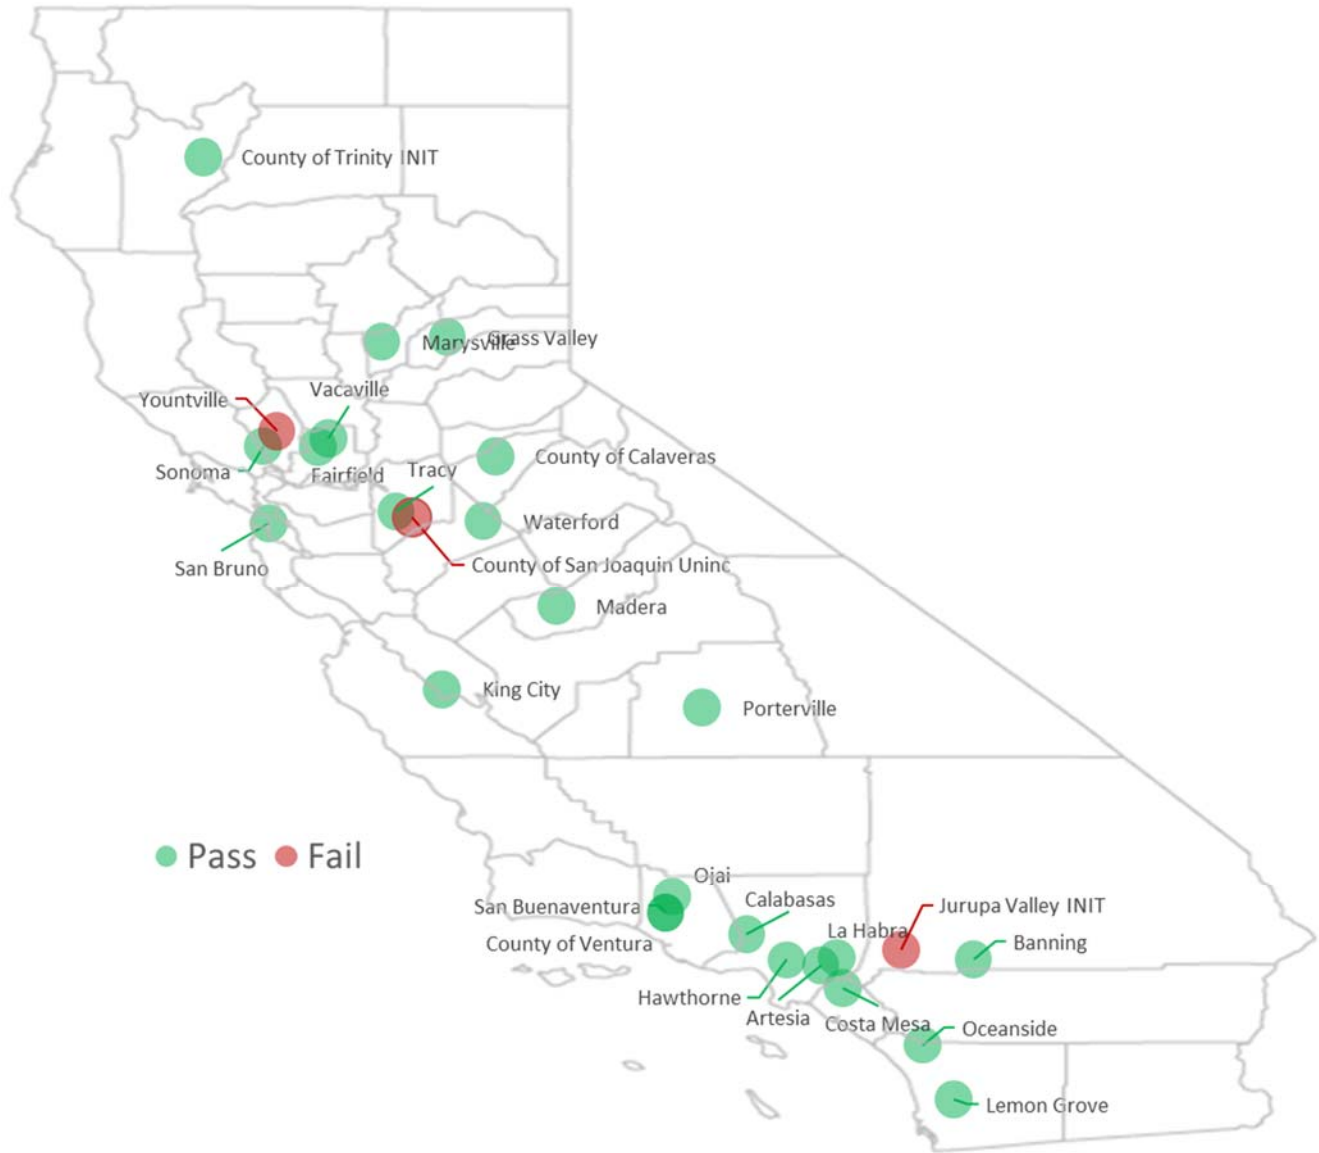 County of Trinity INIT
Marysville
Grass Valley
Vacaville
Yountville
Sonoma
Fairfield
Tracy
County of Calaveras
Waterford
San Bruno
County of San Joaquin Uninc
Madera
King City
Porterville
Pass
Fail
Ojai
San Buenaventura
Calabasas
Jurupa Valley INIT
La Habra
Banning
County of Ventura
Hawthorne
Artesia
Costa Mesa
Oceanside
Lemon Grove